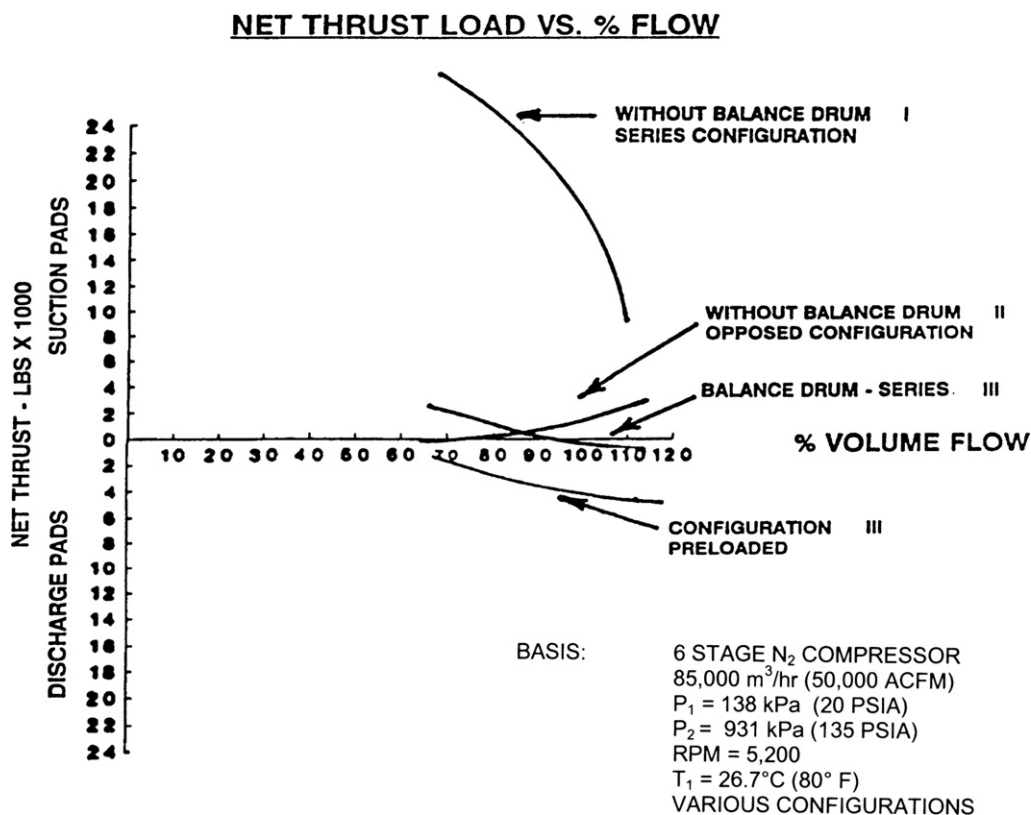 NET THRUST LOAD VS. % FLOW
WITHOUT BALANCE DRUM I
SERIES CONFIGURATION
24
22
20
18
16
14
12
10
8
6
4
2
0
2
4
6
8
10
12
14
16
18
20
22
24
NET THRUST - LBS X 1000
SUCTION PADS
DISCHARGE PADS
WITHOUT BALANCE DRUM II
OPPOSED CONFIGURATION
BALANCE DRUM - SERIES III
10 20 30 40 50 60 70 80 90 100 110 120
% VOLUME FLOW
CONFIGURATION III
PRELOADED
BASIS: 6 STAGE N₂ COMPRESSOR
85,000 m³/hr (50,000 ACFM)
P₁ = 138 kPa (20 PSIA)
P₂ = 931 kPa (135 PSIA)
RPM = 5,200
T₁ = 26.7°C (80° F)
VARIOUS CONFIGURATIONS